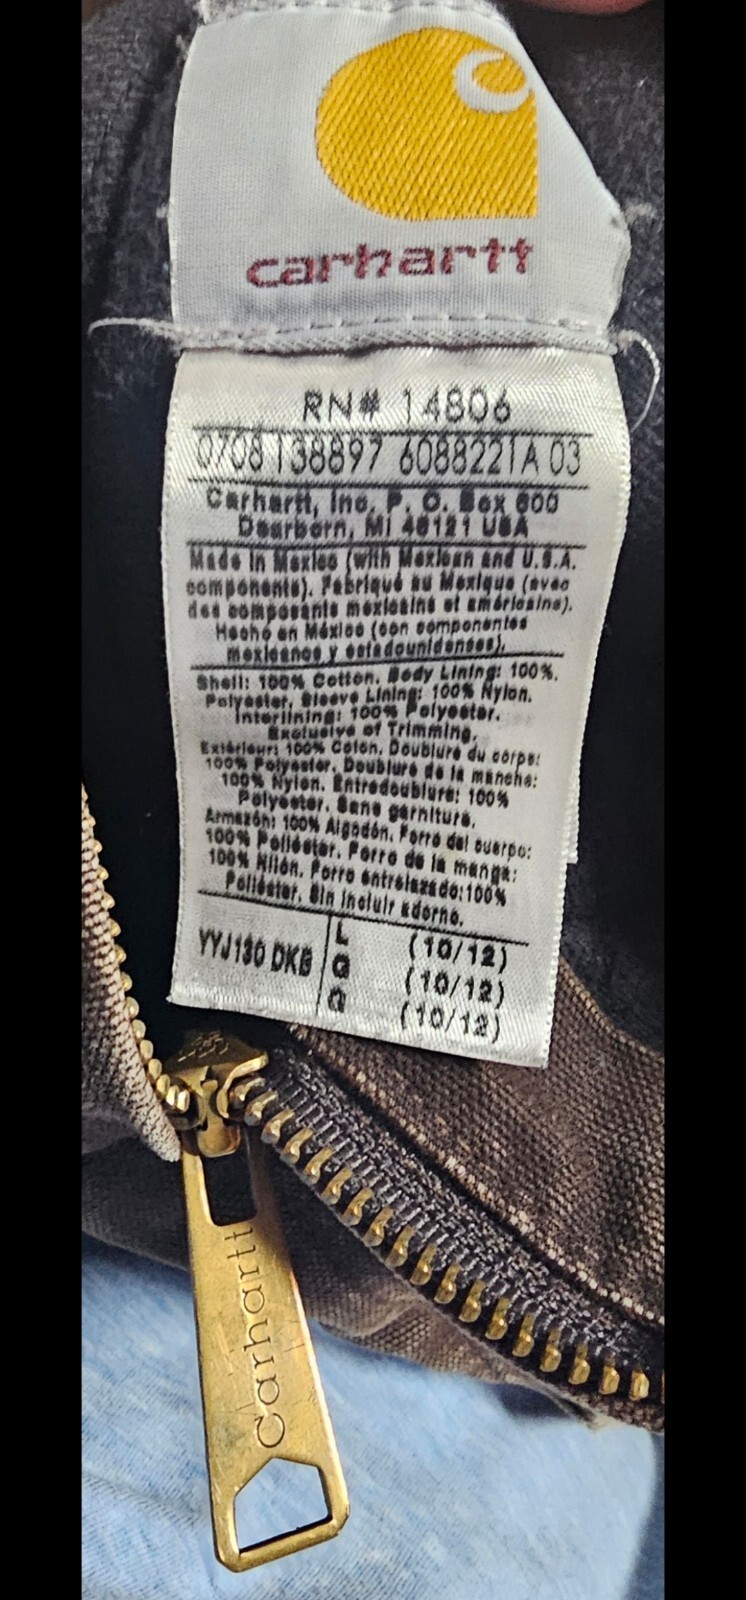 carhartt
RN# 14806
0708 138897 6088221A 03
Carhartt, Inc. P. O. Box 600
Dearborn, MI 48121 USA
Made in Mexico (with Mexican and U.S.A.
components). Fabriqué au Mexique (avec
des composants mexicains et américains).
Hecho en México (con componentes
mexicanos y estadounidenses).
Shell: 100% Cotton. Body Lining: 100%
Polyester. Sleeve Lining: 100% Nylon.
Interlining: 100% Polyester.
Exclusive of Trimming.
Extérieur: 100% Coton. Doublure du corps:
100% Polyester. Doublure de la manche:
100% Nylon. Entredoublure: 100%
Polyester. Sans garniture.
Armazón: 100% Algodón. Forro del cuerpo:
100% Poliéster. Forro de la manga:
100% Nilón. Forro entrelazado:100%
Poliéster. Sin incluir adorno.
YYJ130 DKB
L (10/12)
G (10/12)
G (10/12)
Carhartt